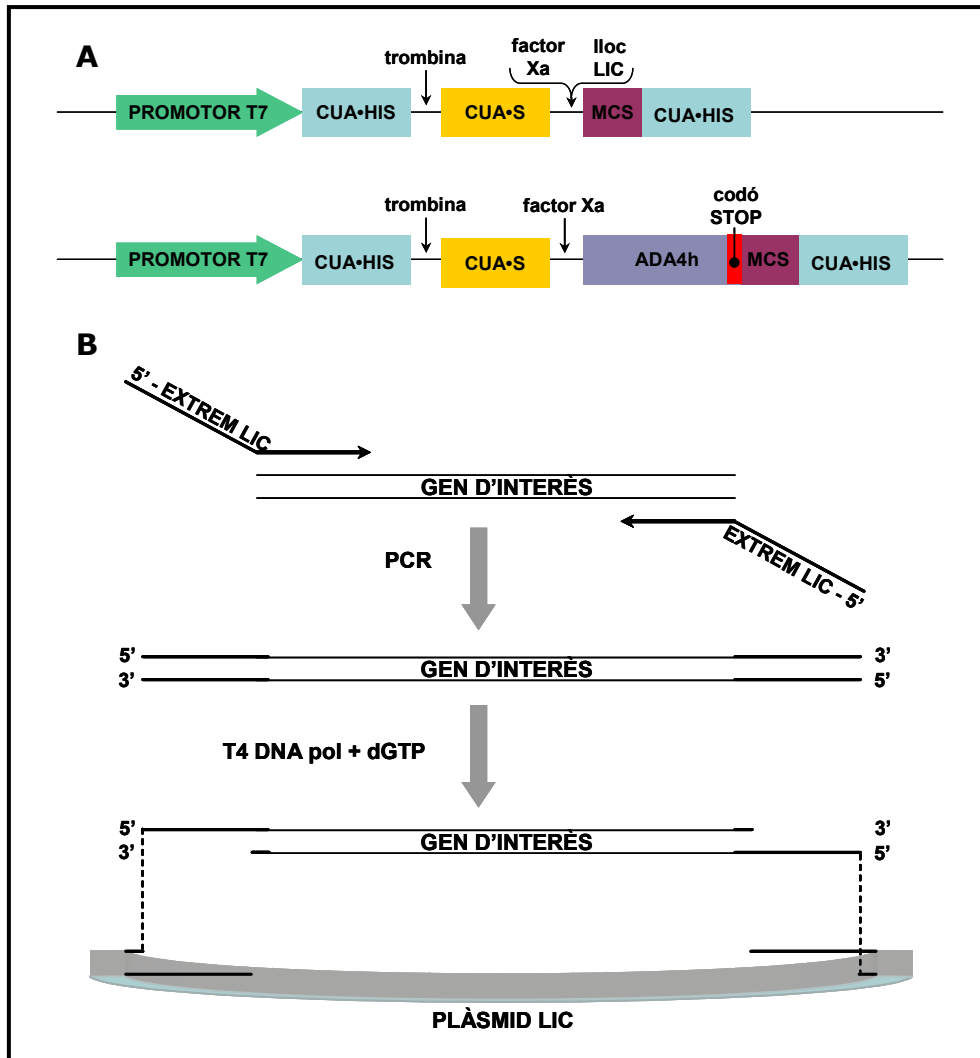 A
trombina
factor
Xa
lloc
LIC
PROMOTOR T7
CUA•HIS
CUA•S
MCS
CUA•HIS
trombina
factor Xa
codó
STOP
PROMOTOR T7
CUA•HIS
CUA•S
ADA4h
MCS
CUA•HIS
B
5' - EXTREM LIC
GEN D'INTERÈS
EXTREM LIC - 5'
PCR
5'
3'
GEN D'INTERÈS
3'
5'
T4 DNA pol + dGTP
5'
3'
GEN D'INTERÈS
3'
5'
PLÀSMID LIC